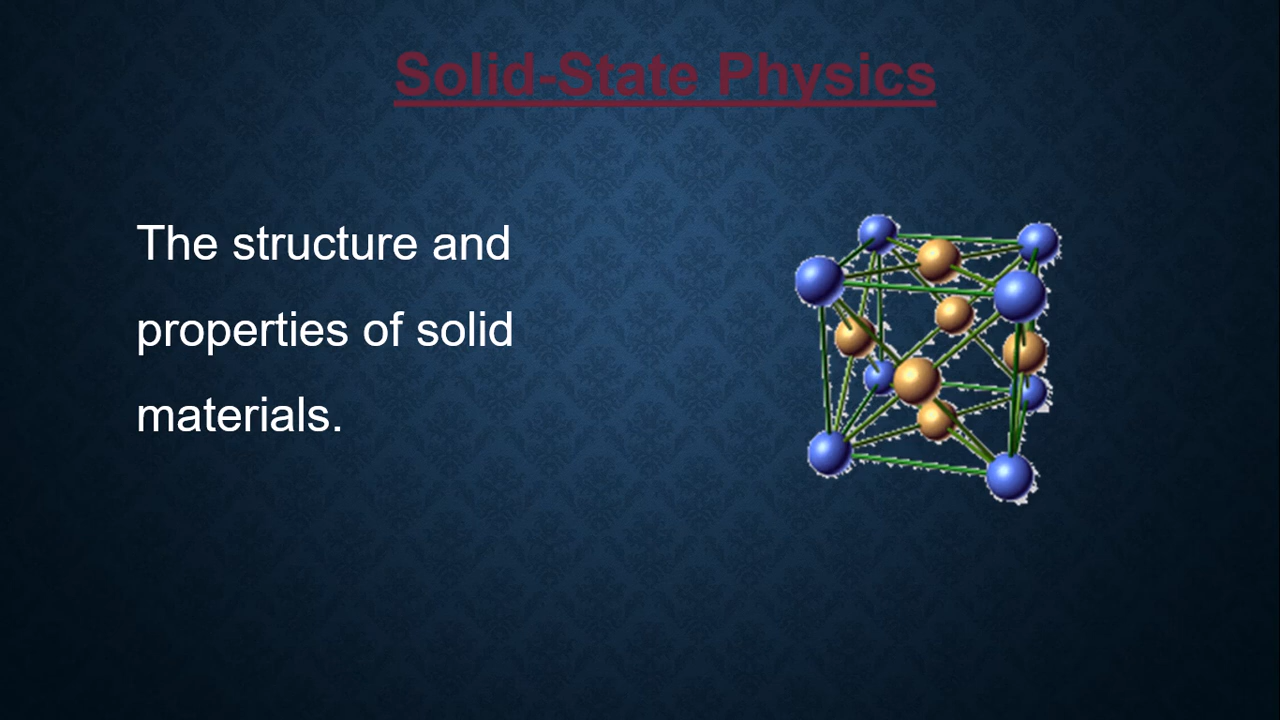 Solid-State Physics
The structure and
properties of solid
materials.